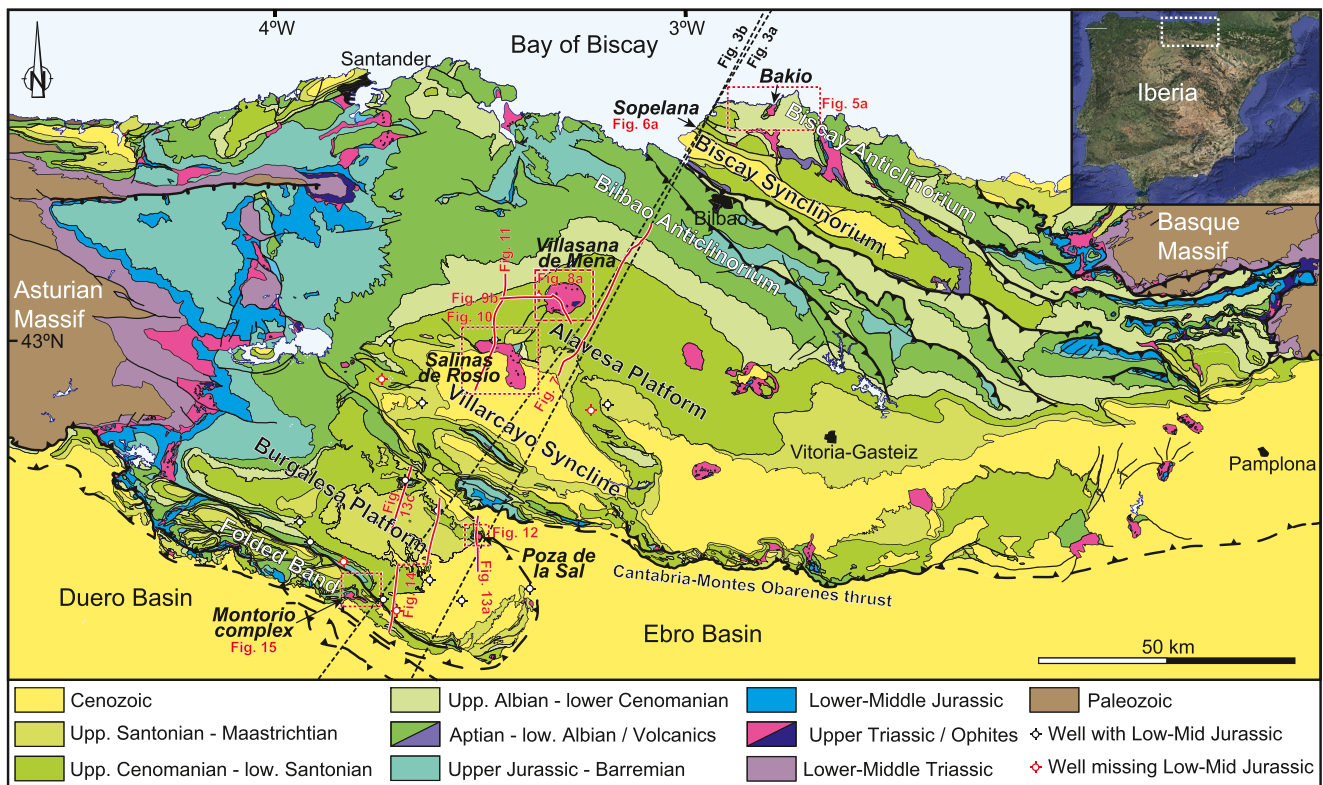 4ºW
3ºW
Bay of Biscay
Fig. 3b
Fig. 3a
Iberia
N
Santander
Bakio
Sopelana
Fig. 6a
Fig. 5a
Biscay Anticlinorium
Biscay Synclinorium
Bilbao Anticlinorium
Bilbao
Basque
Massif
Fig. 11
Villasana
de Mena
Fig. 8a
Asturian
Massif
Fig. 9b
Fig. 10
43ºN
Salinas
de Rosio
Alavesa Platform
Fig. 7
Villarcayo Syncline
Vitoria-Gasteiz
Pamplona
Burgalesa Platform
Fig. 13c
Fig. 12
Folded Band
Poza de
la Sal
Fig. 14
Fig. 13a
Cantabria-Montes Obarenes thrust
Duero Basin
Montorio
complex
Fig. 15
Ebro Basin
50 km
Cenozoic
Upp. Albian - lower Cenomanian
Lower-Middle Jurassic
Paleozoic
Upp. Santonian - Maastrichtian
Aptian - low. Albian / Volcanics
Upper Triassic / Ophites
Well with Low-Mid Jurassic
Upp. Cenomanian - low. Santonian
Upper Jurassic - Barremian
Lower-Middle Triassic
Well missing Low-Mid Jurassic